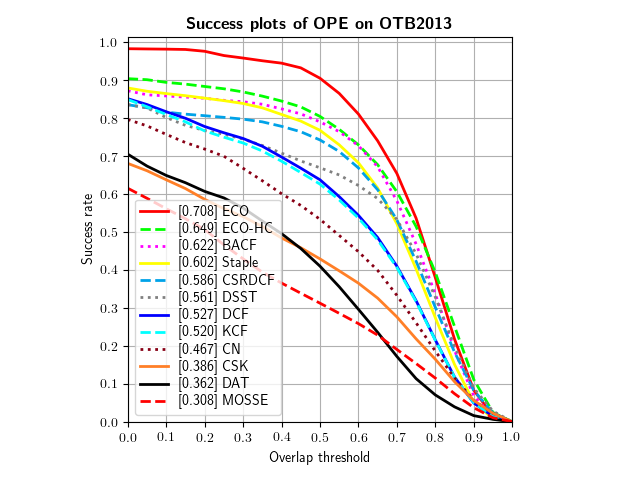 Success plots of OPE on OTB2013
Success rate
1.0
0.9
0.8
0.7
0.6
0.5
0.4
0.3
0.2
0.1
0.0
[0.708] ECO
[0.649] ECO-HC
[0.622] BACF
[0.602] Staple
[0.586] CSRDCF
[0.561] DSST
[0.527] DCF
[0.520] KCF
[0.467] CN
[0.386] CSK
[0.362] DAT
[0.308] MOSSE
0.0 0.1 0.2 0.3 0.4 0.5 0.6 0.7 0.8 0.9 1.0
Overlap threshold